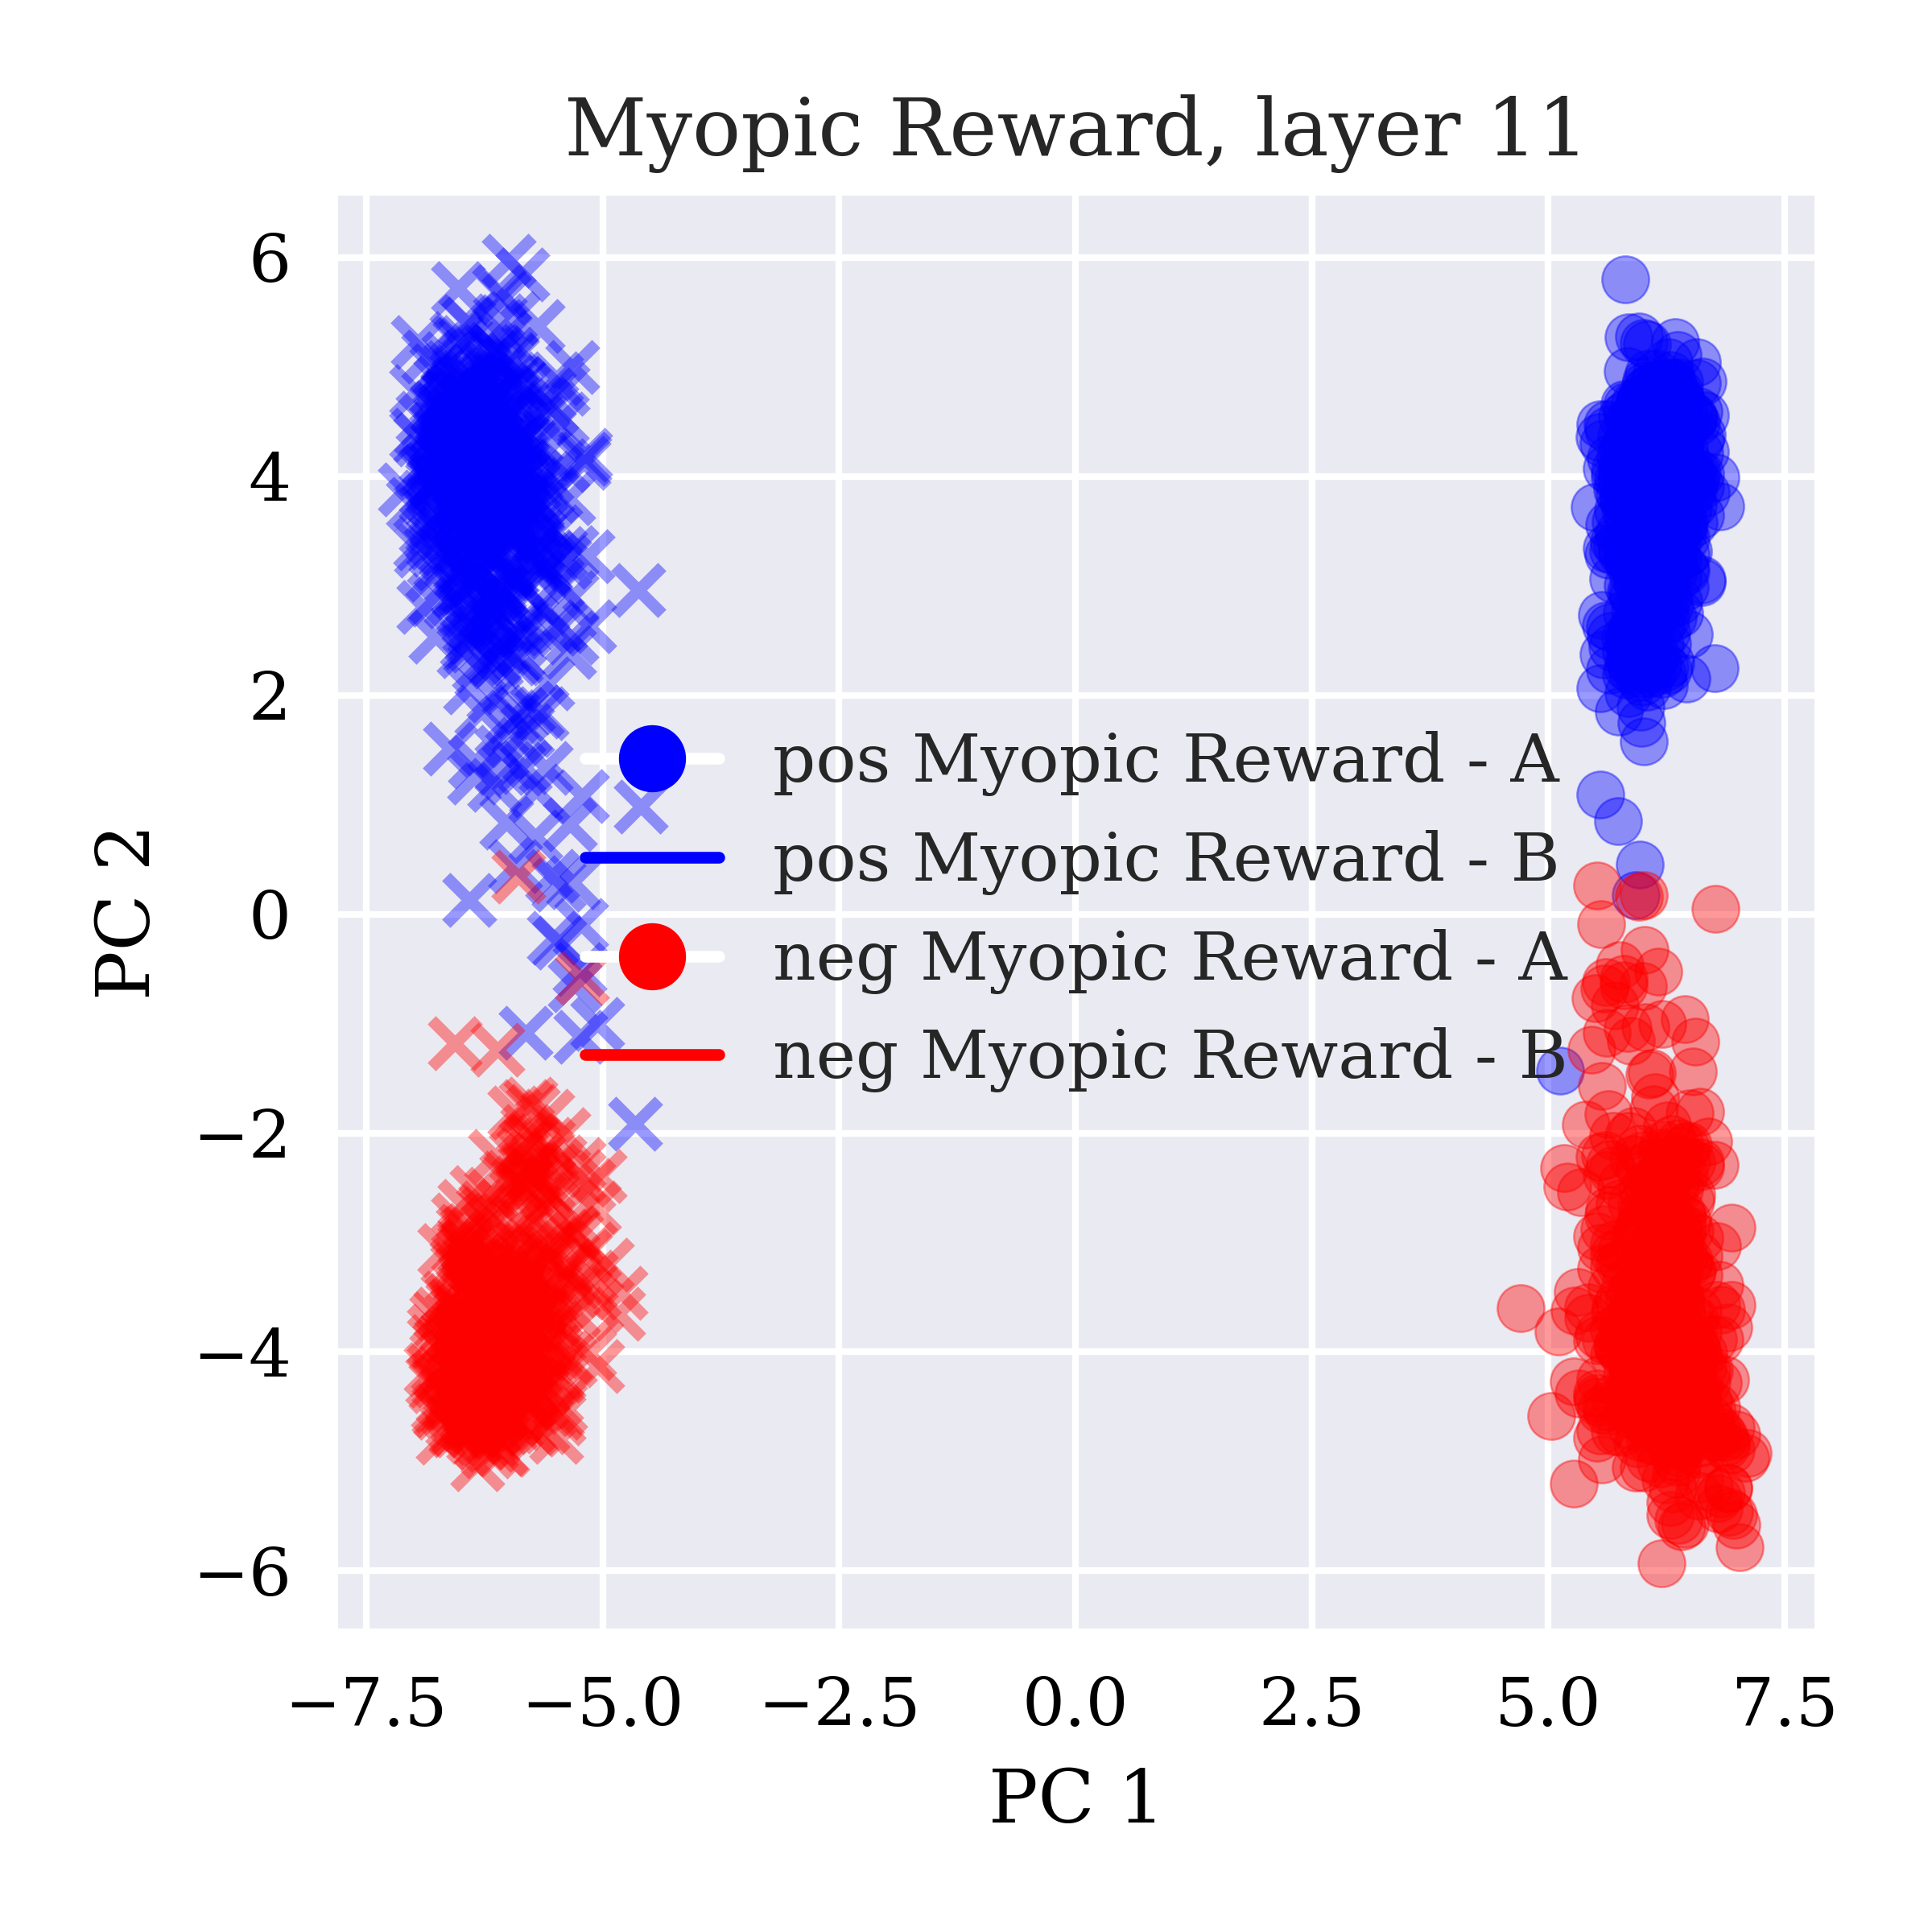 Myopic Reward, layer 11
6
4
2
0
−2
−4
−6
PC 2
pos Myopic Reward - A
pos Myopic Reward - B
neg Myopic Reward - A
neg Myopic Reward - B
−7.5 −5.0 −2.5 0.0 2.5 5.0 7.5
PC 1